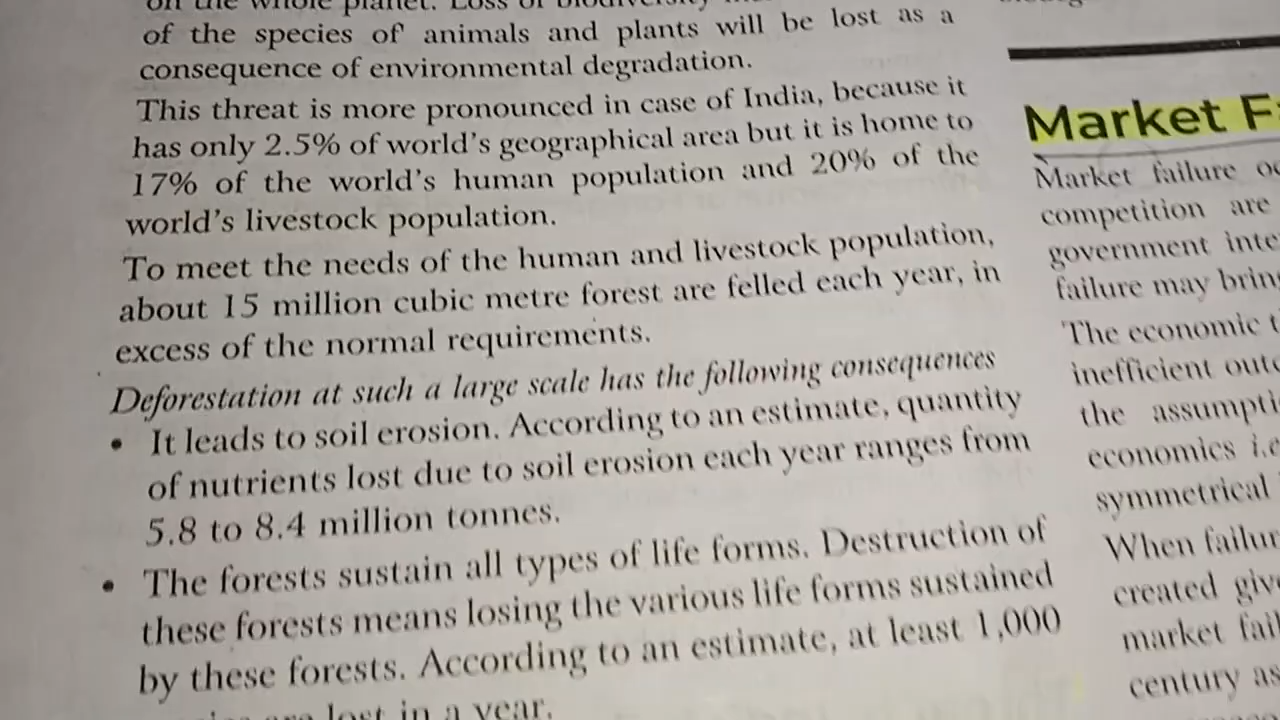 of the species of animals and plants will be lost as a
consequence of environmental degradation.
This threat is more pronounced in case of India, because it
has only 2.5% of world's geographical area but it is home to
17% of the world's human population and 20% of the
world's livestock population.
To meet the needs of the human and livestock population,
about 15 million cubic metre forest are felled each year, in
excess of the normal requirements.
Deforestation at such a large scale has the following consequences
• It leads to soil erosion. According to an estimate, quantity
of nutrients lost due to soil erosion each year ranges from
5.8 to 8.4 million tonnes.
• The forests sustain all types of life forms. Destruction of
these forests means losing the various life forms sustained
by these forests. According to an estimate, at least 1,000
lost in a year.
Market
Market failure
competition are
government
failure may
The economic
inefficient
the
economics i.e
symmetrical
When
created
market
century as